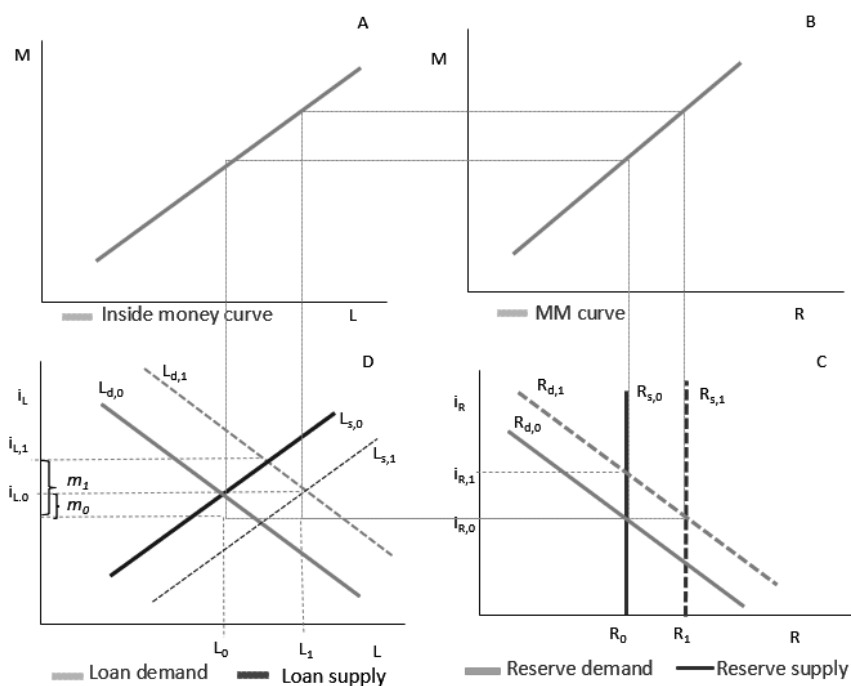 A
M
Inside money curve
L
B
M
MM curve
R
D
i_L
L_d,1
L_d,0
L_s,0
L_s,1
i_L,1
m_1
i_L.0
m_0
L_0
L_1
L
Loan demand
Loan supply
C
i_R
R_d,1
R_d,0
R_s,0
R_s,1
i_R,1
i_R,0
R_0
R_1
R
Reserve demand
Reserve supply